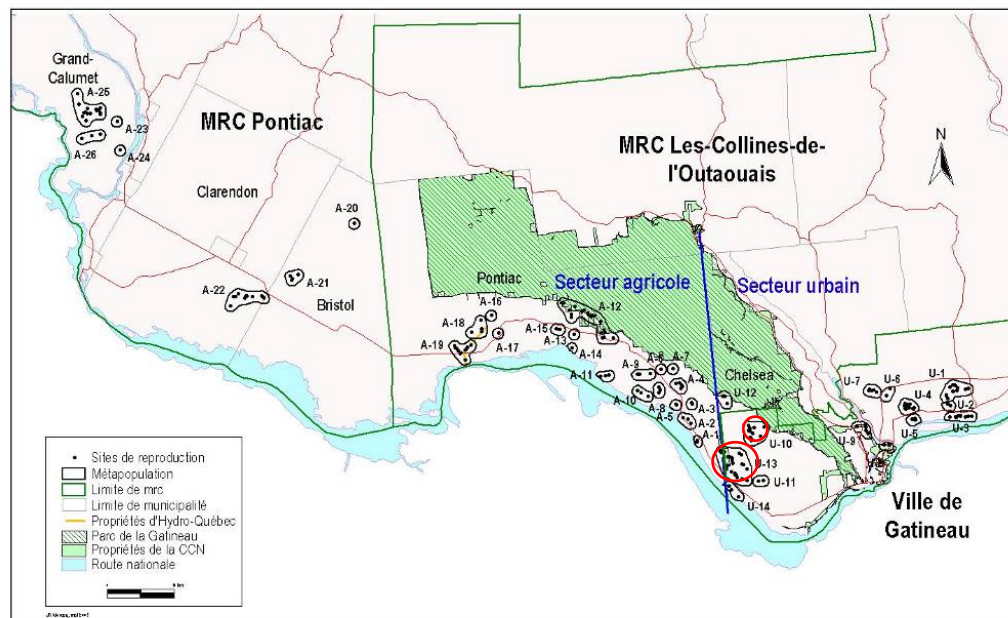 Grand-
Calumet
A-25
A-23
A-26
A-24
MRC Pontiac
MRC Les-Collines-de-
l'Outaouais
N
Clarendon
A-20
A-21
A-22
Bristol
Pontiac
Secteur agricole
Secteur urbain
A-16
A-12
A-18
A-15
A-19
A-17
A-13
A-14
A-6
A-7
A-9
A-11
A-4
Chelsea
A-10
A-8
A-3
A-5
A-2
A-1
U-12
U-7
U-6
U-1
U-4
U-2
U-5
U-3
U-9
U-10
U-13
U-11
U-14
Ville de
Gatineau
Sites de reproduction
Métapopulation
Limite de mrc
Limite de municipalité
Propriétés d'Hydro-Québec
Parc de la Gatineau
Propriétés de la CCN
Route nationale